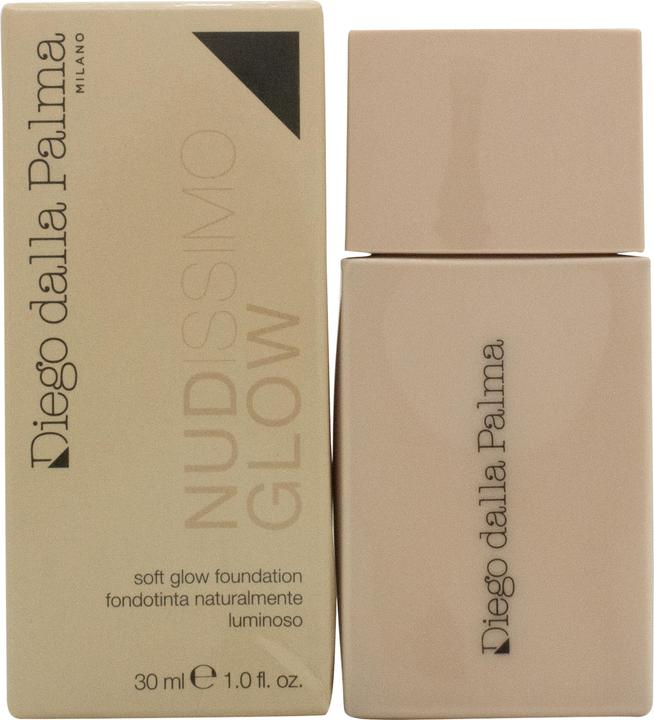 Diego dalla Palma
MILANO
NUDISSIMO
GLOW
soft glow foundation
fondotinta naturalmente
luminoso
30 ml ℮ 1.0 fl. oz.
Diego dalla Palma